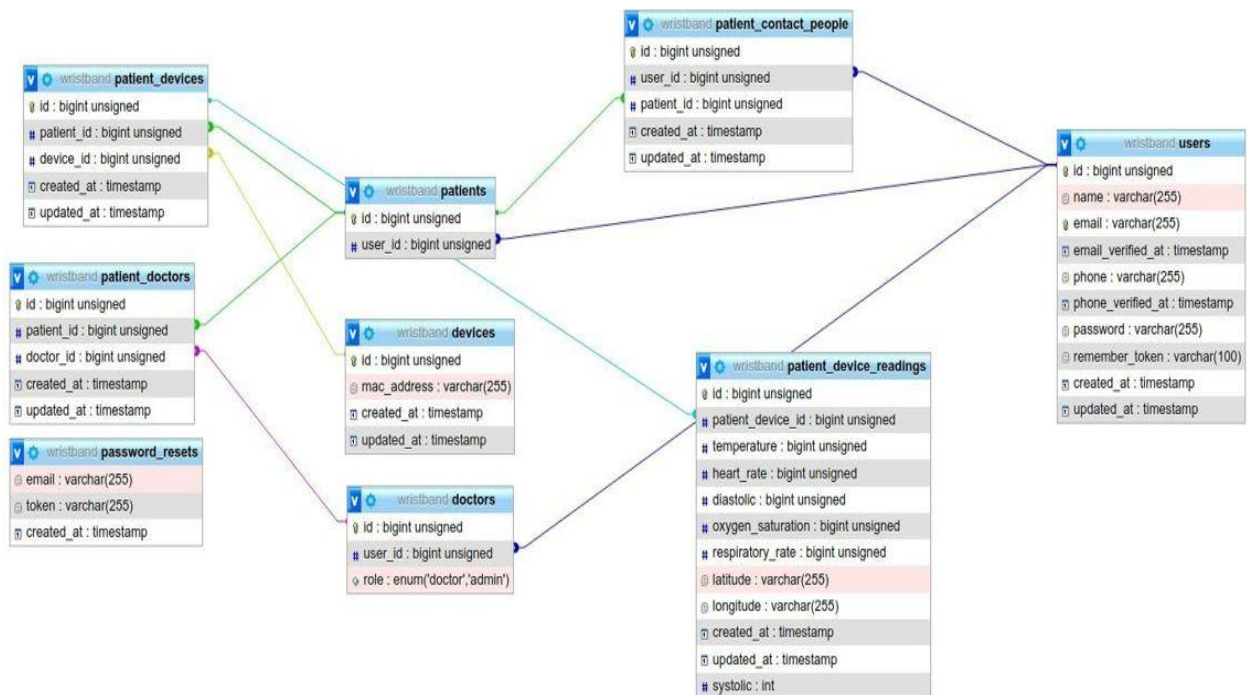 wristband patient_devices
id : bigint unsigned
patient_id : bigint unsigned
device_id : bigint unsigned
created_at : timestamp
updated_at : timestamp
wristband patient_doctors
id : bigint unsigned
patient_id : bigint unsigned
doctor_id : bigint unsigned
created_at : timestamp
updated_at : timestamp
wristband password_resets
email : varchar(255)
token : varchar(255)
created_at : timestamp
wristband patients
id : bigint unsigned
user_id : bigint unsigned
wristband devices
id : bigint unsigned
mac_address : varchar(255)
created_at : timestamp
updated_at : timestamp
wristband doctors
id : bigint unsigned
user_id : bigint unsigned
role : enum('doctor','admin')
wristband patient_contact_people
id : bigint unsigned
user_id : bigint unsigned
patient_id : bigint unsigned
created_at : timestamp
updated_at : timestamp
wristband patient_device_readings
id : bigint unsigned
patient_device_id : bigint unsigned
temperature : bigint unsigned
heart_rate : bigint unsigned
diastolic : bigint unsigned
oxygen_saturation : bigint unsigned
respiratory_rate : bigint unsigned
latitude : varchar(255)
longitude : varchar(255)
created_at : timestamp
updated_at : timestamp
systolic : int
wristband users
id : bigint unsigned
name : varchar(255)
email : varchar(255)
email_verified_at : timestamp
phone : varchar(255)
phone_verified_at : timestamp
password : varchar(255)
remember_token : varchar(100)
created_at : timestamp
updated_at : timestamp